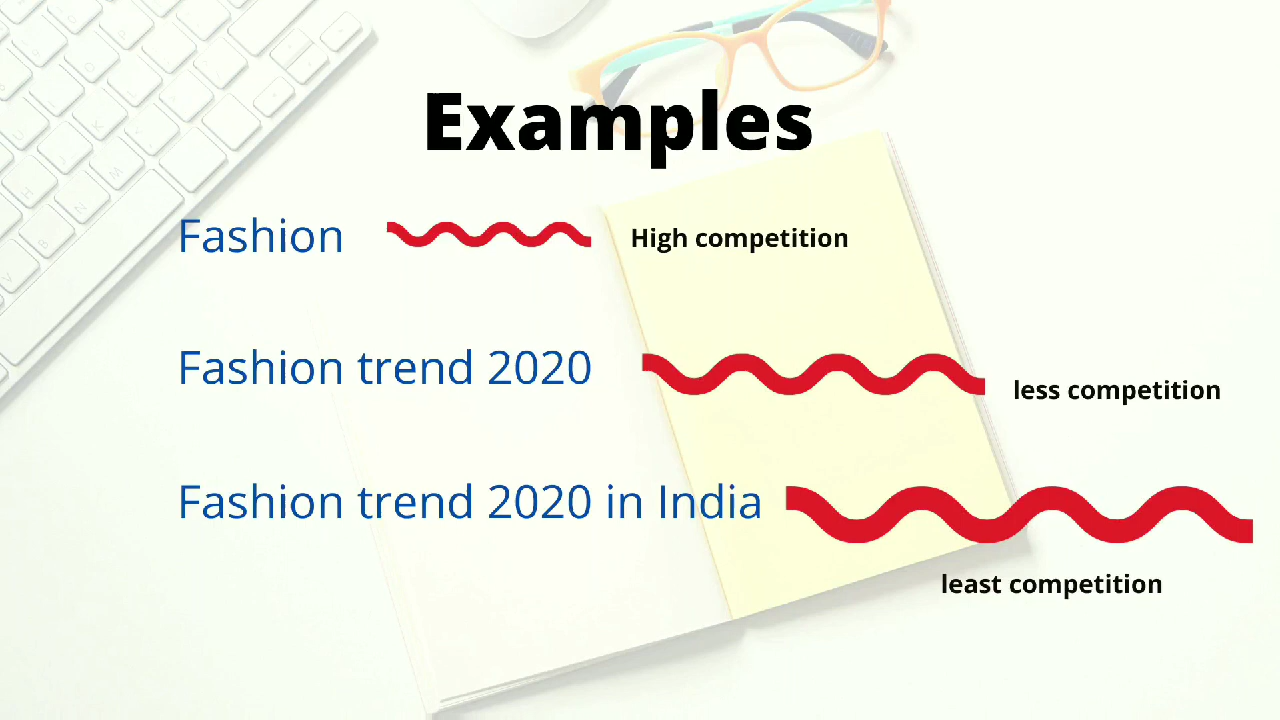 Examples
Fashion High competition
Fashion trend 2020 less competition
Fashion trend 2020 in India
least competition